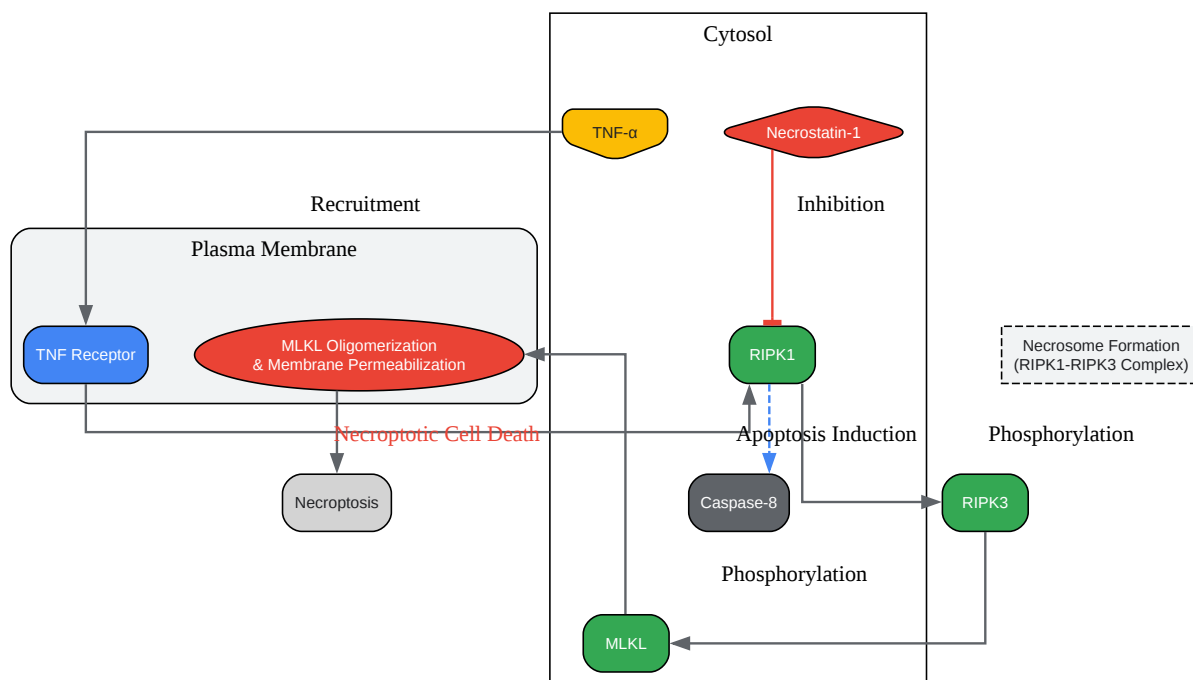 Cytosol
TNF-α
Necrostatin-1
Recruitment
Inhibition
Plasma Membrane
TNF Receptor
MLKL Oligomerization
& Membrane Permeabilization
RIPK1
Necrosome Formation
(RIPK1-RIPK3 Complex)
Necroptotic Cell Death
Apoptosis Induction
Phosphorylation
Necroptosis
Caspase-8
RIPK3
Phosphorylation
MLKL